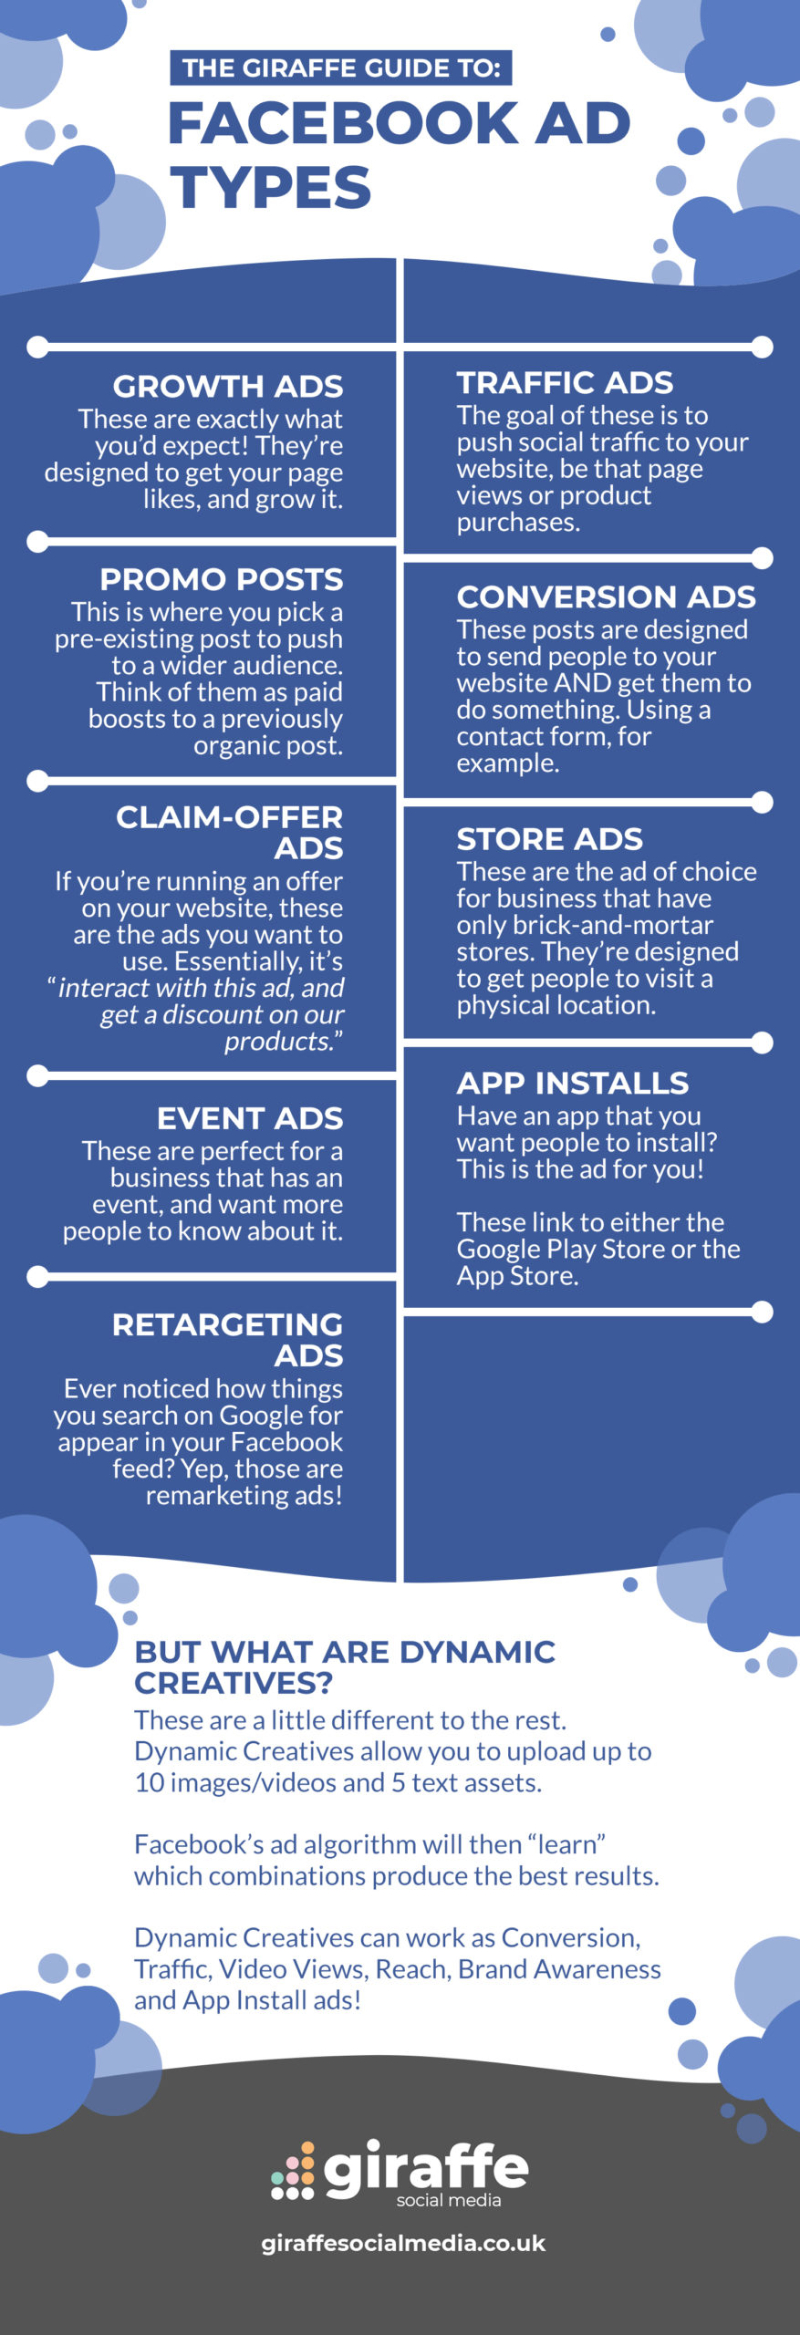 THE GIRAFFE GUIDE TO:
FACEBOOK AD
TYPES
GROWTH ADS
These are exactly what
you'd expect! They're
designed to get your page
likes, and grow it.
PROMO POSTS
This is where you pick a
pre-existing post to push
to a wider audience.
Think of them as paid
boosts to a previously
organic post.
CLAIM-OFFER
ADS
If you're running an offer
on your website, these
are the ads you want to
use. Essentially, it's
“interact with this ad, and
get a discount on our
products.”
EVENT ADS
These are perfect for a
business that has an
event, and want more
people to know about it.
RETARGETING
ADS
Ever noticed how things
you search on Google for
appear in your Facebook
feed? Yep, those are
remarketing ads!
TRAFFIC ADS
The goal of these is to
push social traffic to your
website, be that page
views or product
purchases.
CONVERSION ADS
These posts are designed
to send people to your
website AND get them to
do something. Using a
contact form, for
example.
STORE ADS
These are the ad of choice
for business that have
only brick-and-mortar
stores. They're designed
to get people to visit a
physical location.
APP INSTALLS
Have an app that you
want people to install?
This is the ad for you!
These link to either the
Google Play Store or the
App Store.
BUT WHAT ARE DYNAMIC
CREATIVES?
These are a little different to the rest.
Dynamic Creatives allow you to upload up to
10 images/videos and 5 text assets.
Facebook's ad algorithm will then “learn”
which combinations produce the best results.
Dynamic Creatives can work as Conversion,
Traffic, Video Views, Reach, Brand Awareness
and App Install ads!
giraffe
social media
giraffesocialmedia.co.uk